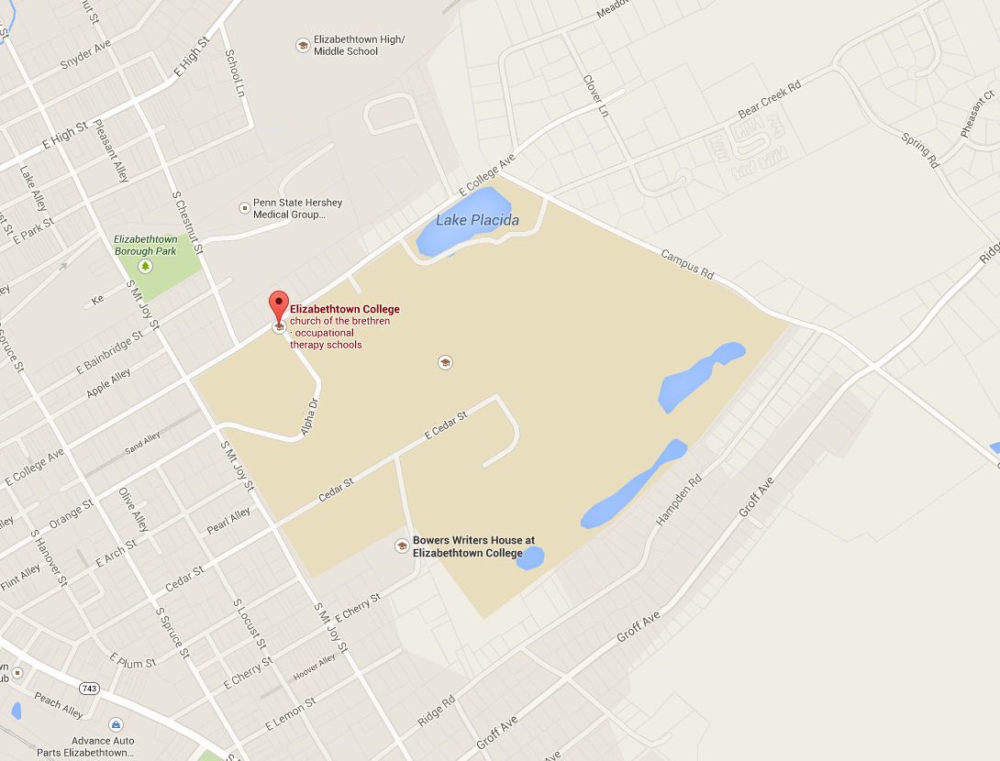 Meadow
Elizabethtown High/
Middle School
Snyder Ave
E High St
School Ln
Clover Ln
Bear Creek Rd
Pheasant Ct
E High St
Pleasant Alley
Spring Rd
Lake Alley
E College Ave
S Chestnut St
Penn State Hershey
Medical Group...
E Park St
Lake Placida
Elizabethtown
Borough Park
Campus Rd
Ke
S Mt Joy St
Elizabethtown College
church of the brethren
· occupational
therapy schools
E Bainbridge St
Apple Alley
Spruce St
Alpha Dr
E Cedar St
Sand Alley
E College Ave
S Mt Joy St
Cedar St
Hampden Rd
Groff Ave
Orange St
Olive Alley
Pearl Alley
S Hanover St
E Arch St
Bowers Writers House at
Elizabethtown College
Flint Alley
Cedar St
E Cherry St
S Locust St
S Spruce St
S Mt Joy St
Groff Ave
E Plum St
E Cherry St
Hoover Alley
743
Peach Alley
E Lemon St
Ridge Rd
Groff Ave
Advance Auto
Parts Elizabethtown...
Ave